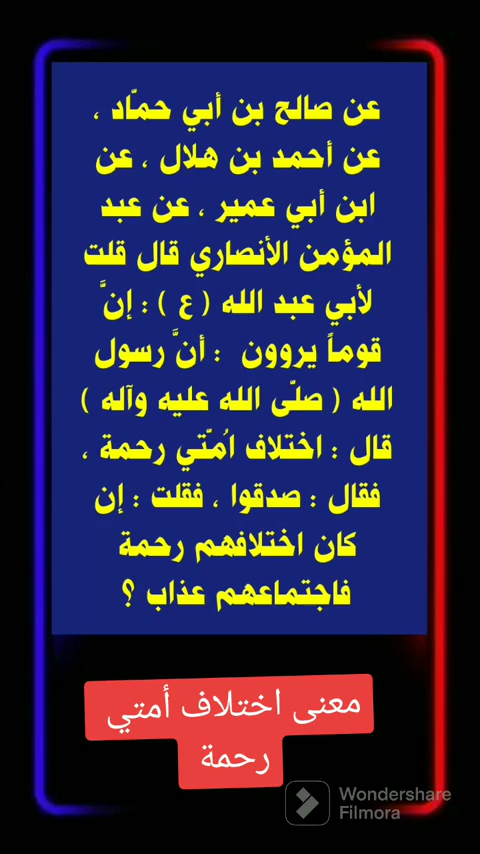 عن صالح بن أبي حمّاد ،
عن أحمد بن هلال ، عن
ابن أبي عمير ، عن عبد
المؤمن الأنصاري قال قلت
لأبي عبد الله ( ع ) : إنَّ
قوماً يروون : أنَّ رسول
الله ( صلّى الله عليه وآله )
قال : اختلاف اُمّتي رحمة ،
فقال : صدقوا ، فقلت : إن
كان اختلافهم رحمة
فاجتماعهم عذاب ؟
معنى اختلاف أمتي
رحمة
Wondershare
Filmora